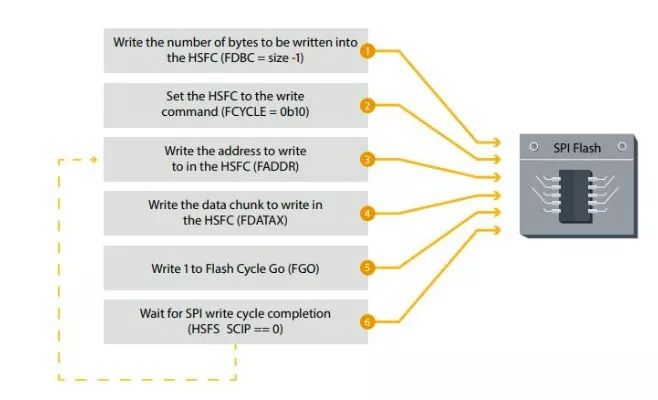 Write the number of bytes to be written into
the HSFC (FDBC = size -1)
1
Set the HSFC to the write
command (FCYCLE = 0b10)
2
Write the address to write
to in the HSFC (FADDR)
3
Write the data chunk to write in
the HSFC (FDATAX)
4
Write 1 to Flash Cycle Go (FGO)
5
Wait for SPI write cycle completion
(HSFS SCIP == 0)
6
SPI Flash